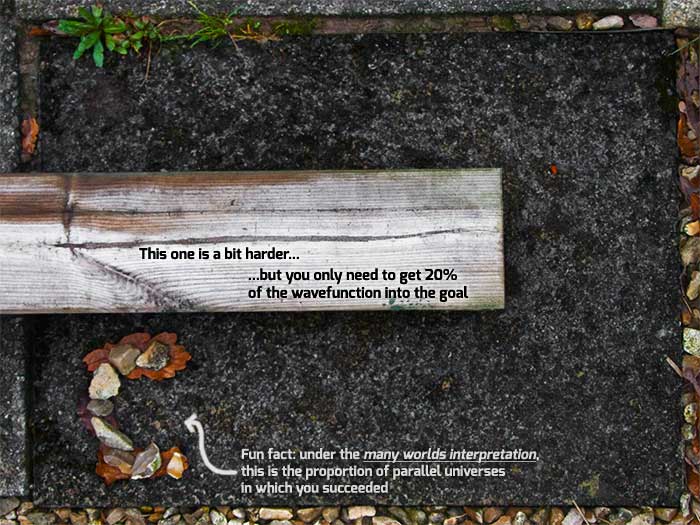 This one is a bit harder...
...but you only need to get 20%
of the wavefunction into the goal
Fun fact: under the many worlds interpretation,
this is the proportion of parallel universes
in which you succeeded